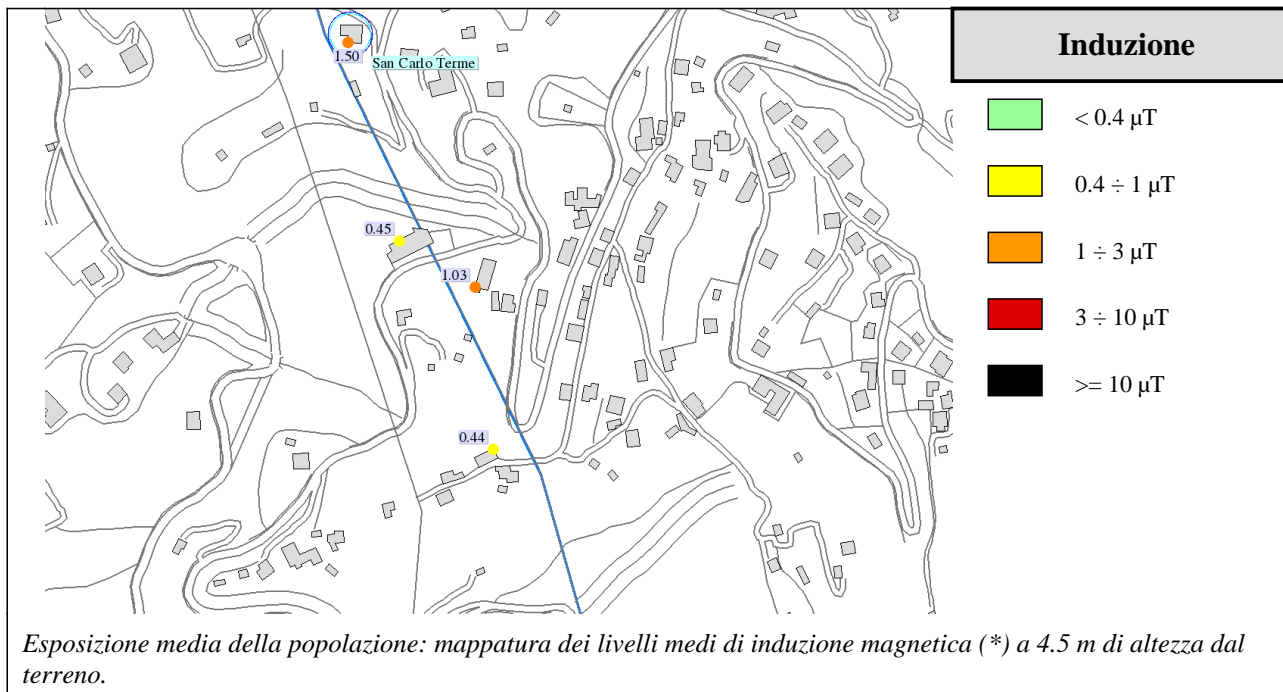 Induzione
1.50
San Carlo Terme
< 0.4 µT
0.4 ÷ 1 µT
0.45
1 ÷ 3 µT
1.03
3 ÷ 10 µT
>= 10 µT
0.44
Esposizione media della popolazione: mappatura dei livelli medi di induzione magnetica (*) a 4.5 m di altezza dal
terreno.